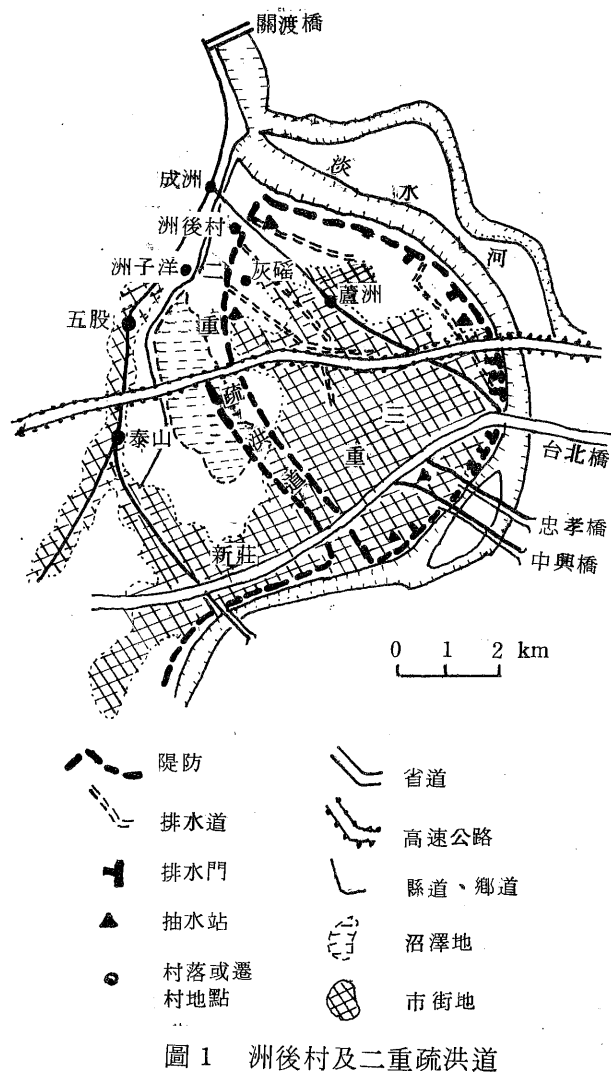 關渡橋
淡水河
成洲
洲後村
洲子洋
灰磘
蘆洲
五股
二重疏洪道
三重
泰山
台北橋
忠孝橋
中興橋
新莊
0 1 2 km
隄防
排水道
排水門
抽水站
村落或遷
村地點
省道
高速公路
縣道、鄉道
沼澤地
市街地
圖1 洲後村及二重疏洪道